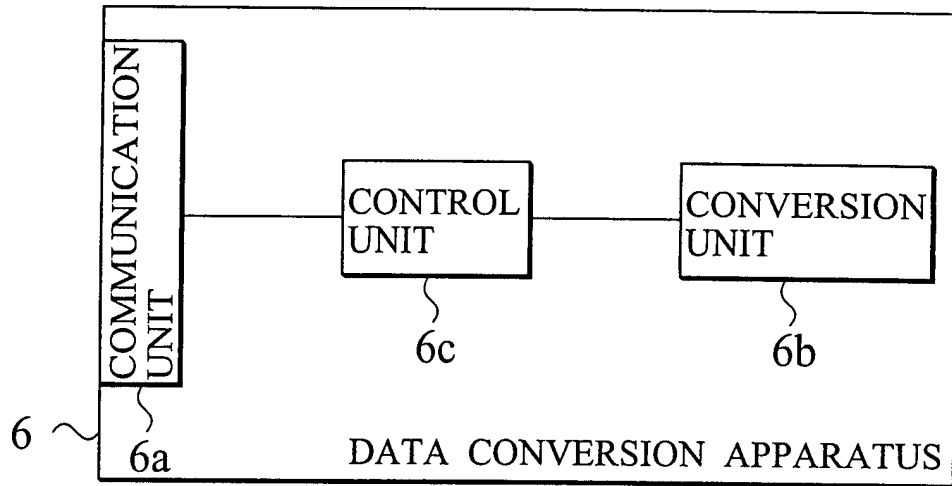 COMMUNICATION
UNIT
CONTROL
UNIT
CONVERSION
UNIT
6c
6b
6
6a
DATA CONVERSION APPARATUS